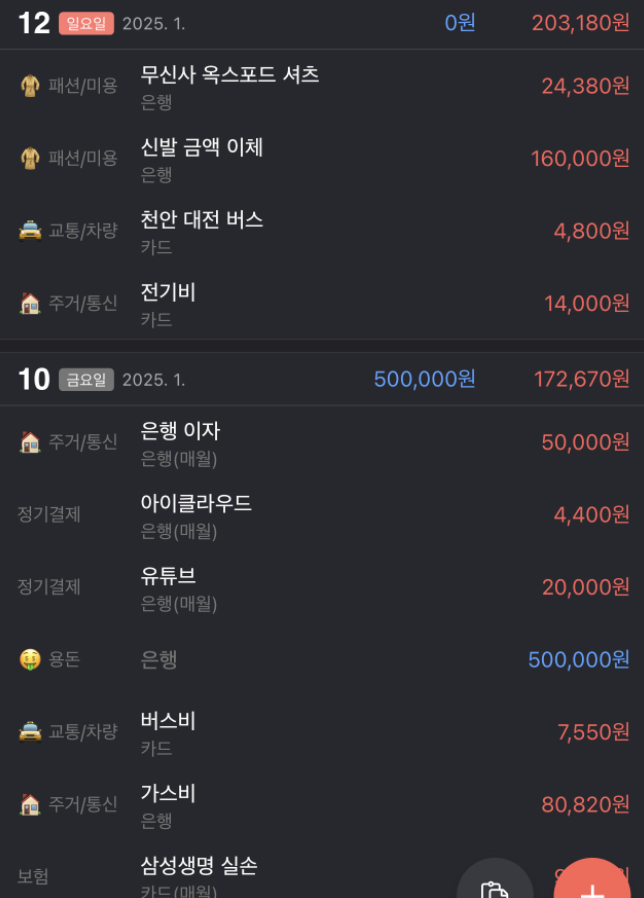 12 일요일 2025. 1. 0원 203,180원
패션/미용 무신사 옥스포드 셔츠 24,380원
은행
패션/미용 신발 금액 이체 160,000원
은행
교통/차량 천안 대전 버스 4,800원
카드
주거/통신 전기비 14,000원
카드
10 금요일 2025. 1. 500,000원 172,670원
주거/통신 은행 이자 50,000원
은행(매월)
정기결제 아이클라우드 4,400원
은행(매월)
정기결제 유튜브 20,000원
은행(매월)
용돈 은행 500,000원
교통/차량 버스비 7,550원
카드
주거/통신 가스비 80,820원
은행
보험 삼성생명 실손
카드(매월)